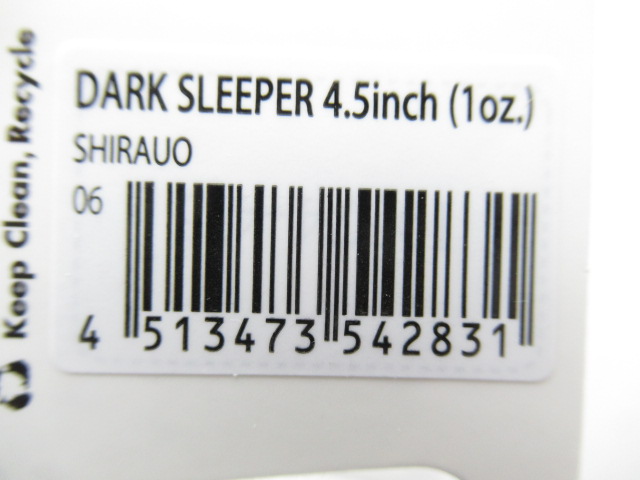 DARK SLEEPER 4.5inch (1oz.)
SHIRAUO
06
4 513473 542831
Keep Clean, Recycle